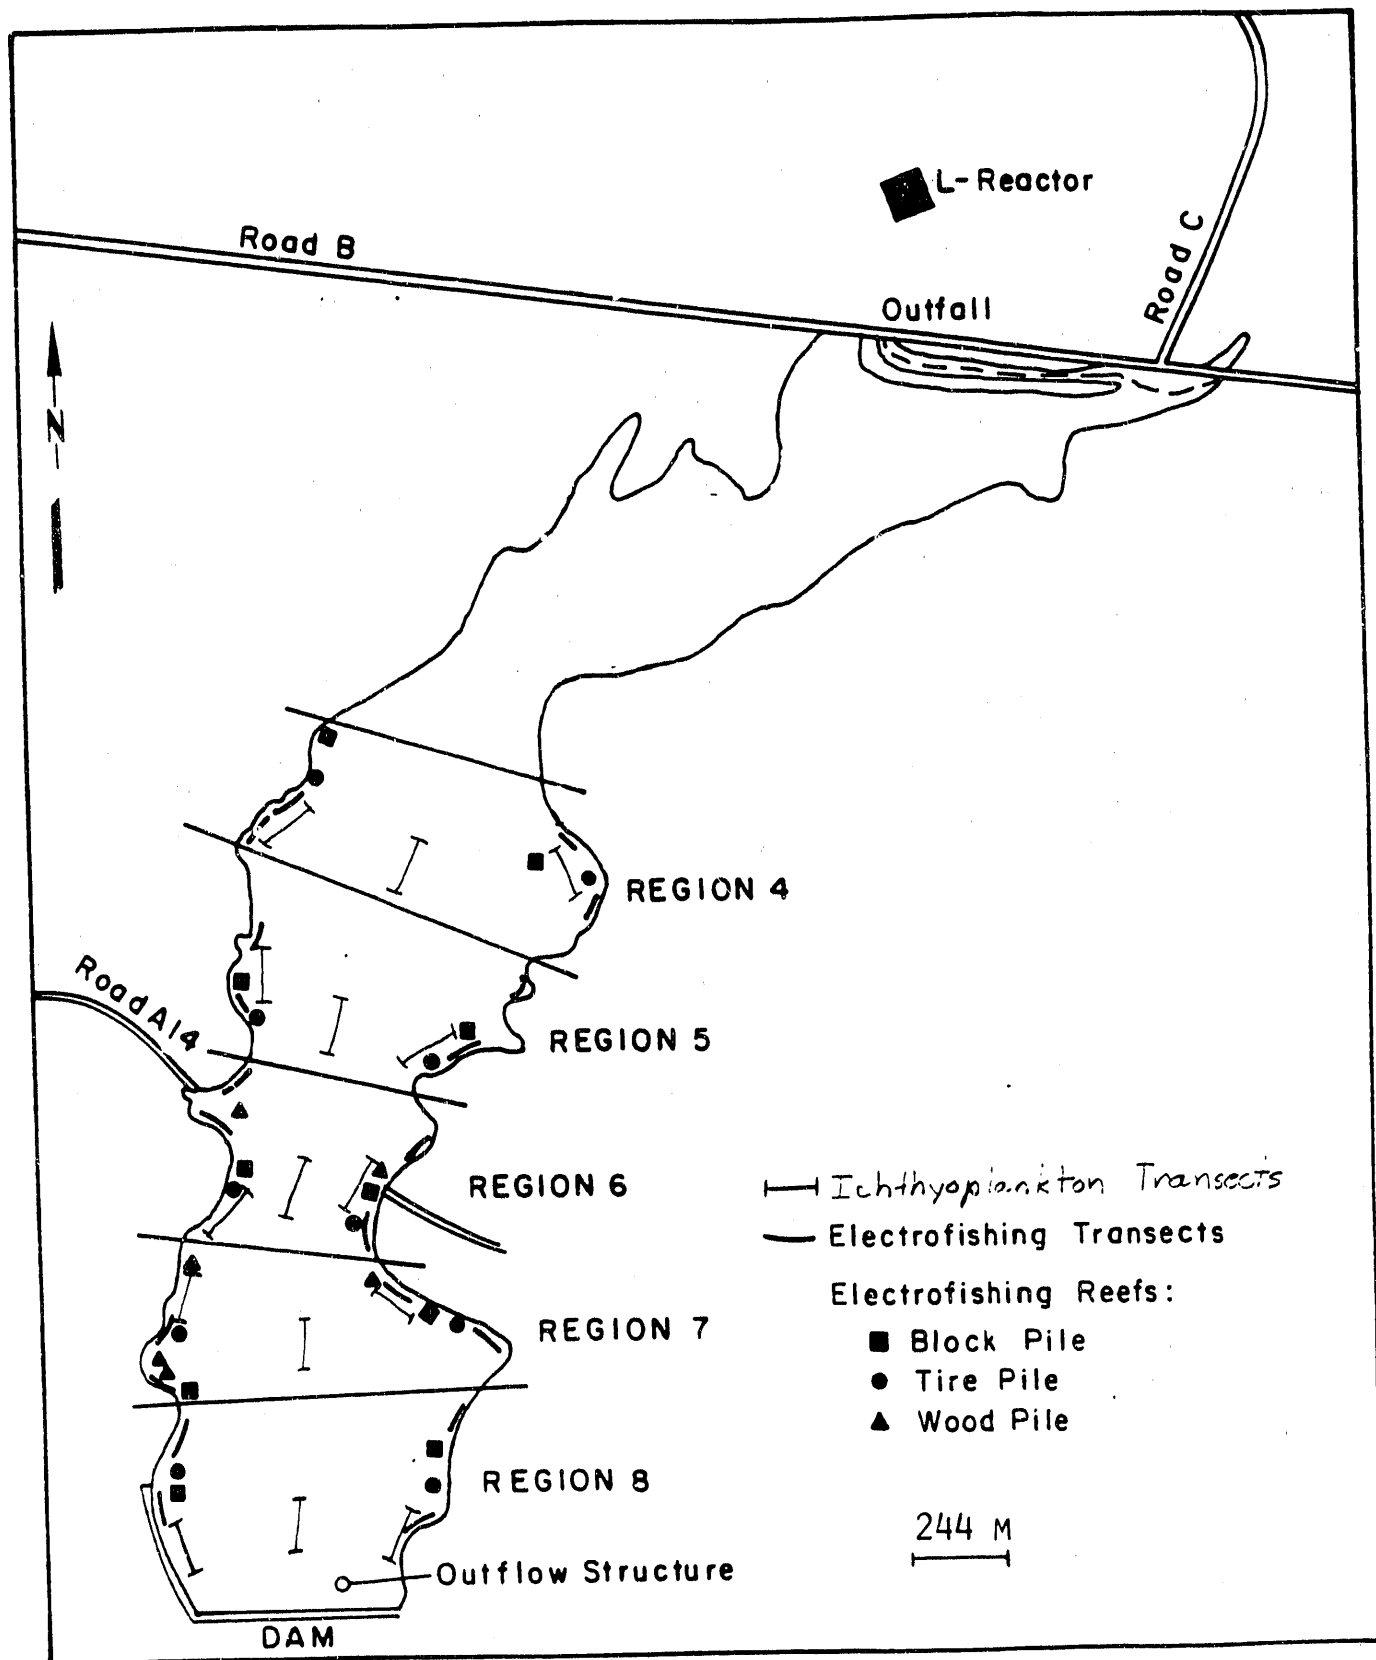 L-Reactor
Road B
Road C
Outfall
N
REGION 4
Road A14
REGION 5
REGION 6
Ichthyoplankton Transects
Electrofishing Transects
Electrofishing Reefs:
Block Pile
REGION 7
Tire Pile
Wood Pile
REGION 8
244 M
Outflow Structure
DAM